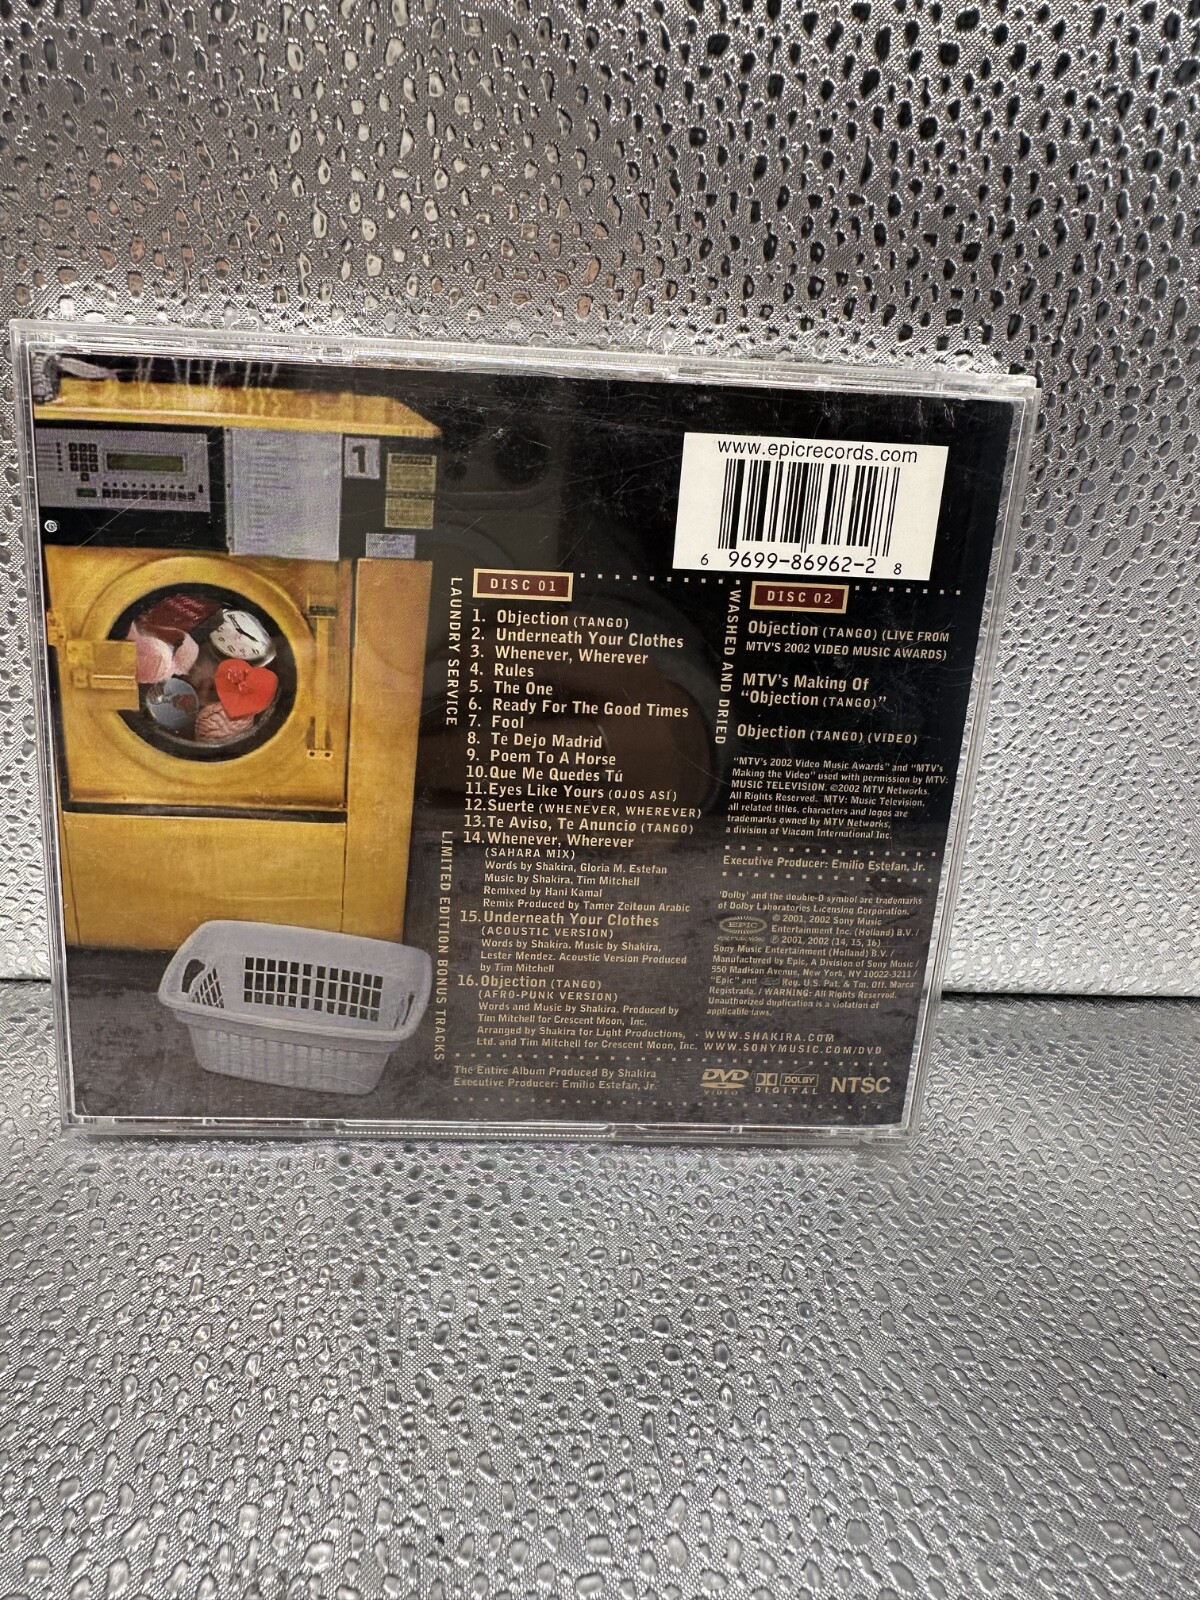 1
www.epicrecords.com
6 9699-86962-2 8
DISC 01
LAUNDRY SERVICE
1. Objection (TANGO)
2. Underneath Your Clothes
3. Whenever, Wherever
4. Rules
5. The One
6. Ready For The Good Times
7. Fool
8. Te Dejo Madrid
9. Poem To A Horse
10. Que Me Quedes Tú
11. Eyes Like Yours (OJOS ASÍ)
12. Suerte (WHENEVER, WHEREVER)
13. Te Aviso, Te Anuncio (TANGO)
LIMITED EDITION BONUS TRACKS
14. Whenever, Wherever
(SAHARA MIX)
Words by Shakira, Gloria M. Estefan
Music by Shakira, Tim Mitchell
Remixed by Hani Kamal
Remix Produced by Tamer Zeitoun Arabic
15. Underneath Your Clothes
(ACOUSTIC VERSION)
Words by Shakira. Music by Shakira,
Lester Mendez. Acoustic Version Produced
by Tim Mitchell
16. Objection (TANGO)
(AFRO-PUNK VERSION)
Words and Music by Shakira, Produced by
Tim Mitchell for Crescent Moon, Inc.
Arranged by Shakira for Light Productions,
Ltd. and Tim Mitchell for Crescent Moon, Inc.
The Entire Album Produced By Shakira
Executive Producer: Emilio Estefan, Jr.
DISC 02
WASHED AND DRIED
Objection (TANGO) (LIVE FROM
MTV'S 2002 VIDEO MUSIC AWARDS)
MTV's Making Of
"Objection (TANGO)"
Objection (TANGO) (VIDEO)
"MTV's 2002 Video Music Awards" and "MTV's
Making the Video" used with permission by MTV:
MUSIC TELEVISION. ©2002 MTV Networks.
All Rights Reserved. MTV: Music Television,
all related titles, characters and logos are
trademarks owned by MTV Networks,
a division of Viacom International Inc.
Executive Producer: Emilio Estefan, Jr.
'Dolby' and the double-D symbol are trademarks
of Dolby Laboratories Licensing Corporation.
EPIC
epic music video
© 2001, 2002 Sony Music
Entertainment Inc. (Holland) B.V. /
℗ 2001, 2002 (14, 15, 16)
Sony Music Entertainment (Holland) B.V. /
Manufactured by Epic, A Division of Sony Music /
550 Madison Avenue, New York, NY 10022-3211 /
"Epic" and Reg. U.S. Pat. & Tm. Off. Marca
Registrada. / WARNING: All Rights Reserved.
Unauthorized duplication is a violation of
applicable laws.
WWW.SHAKIRA.COM
WWW.SONYMUSIC.COM/DVD
DVD VIDEO
DOLBY DIGITAL
NTSC